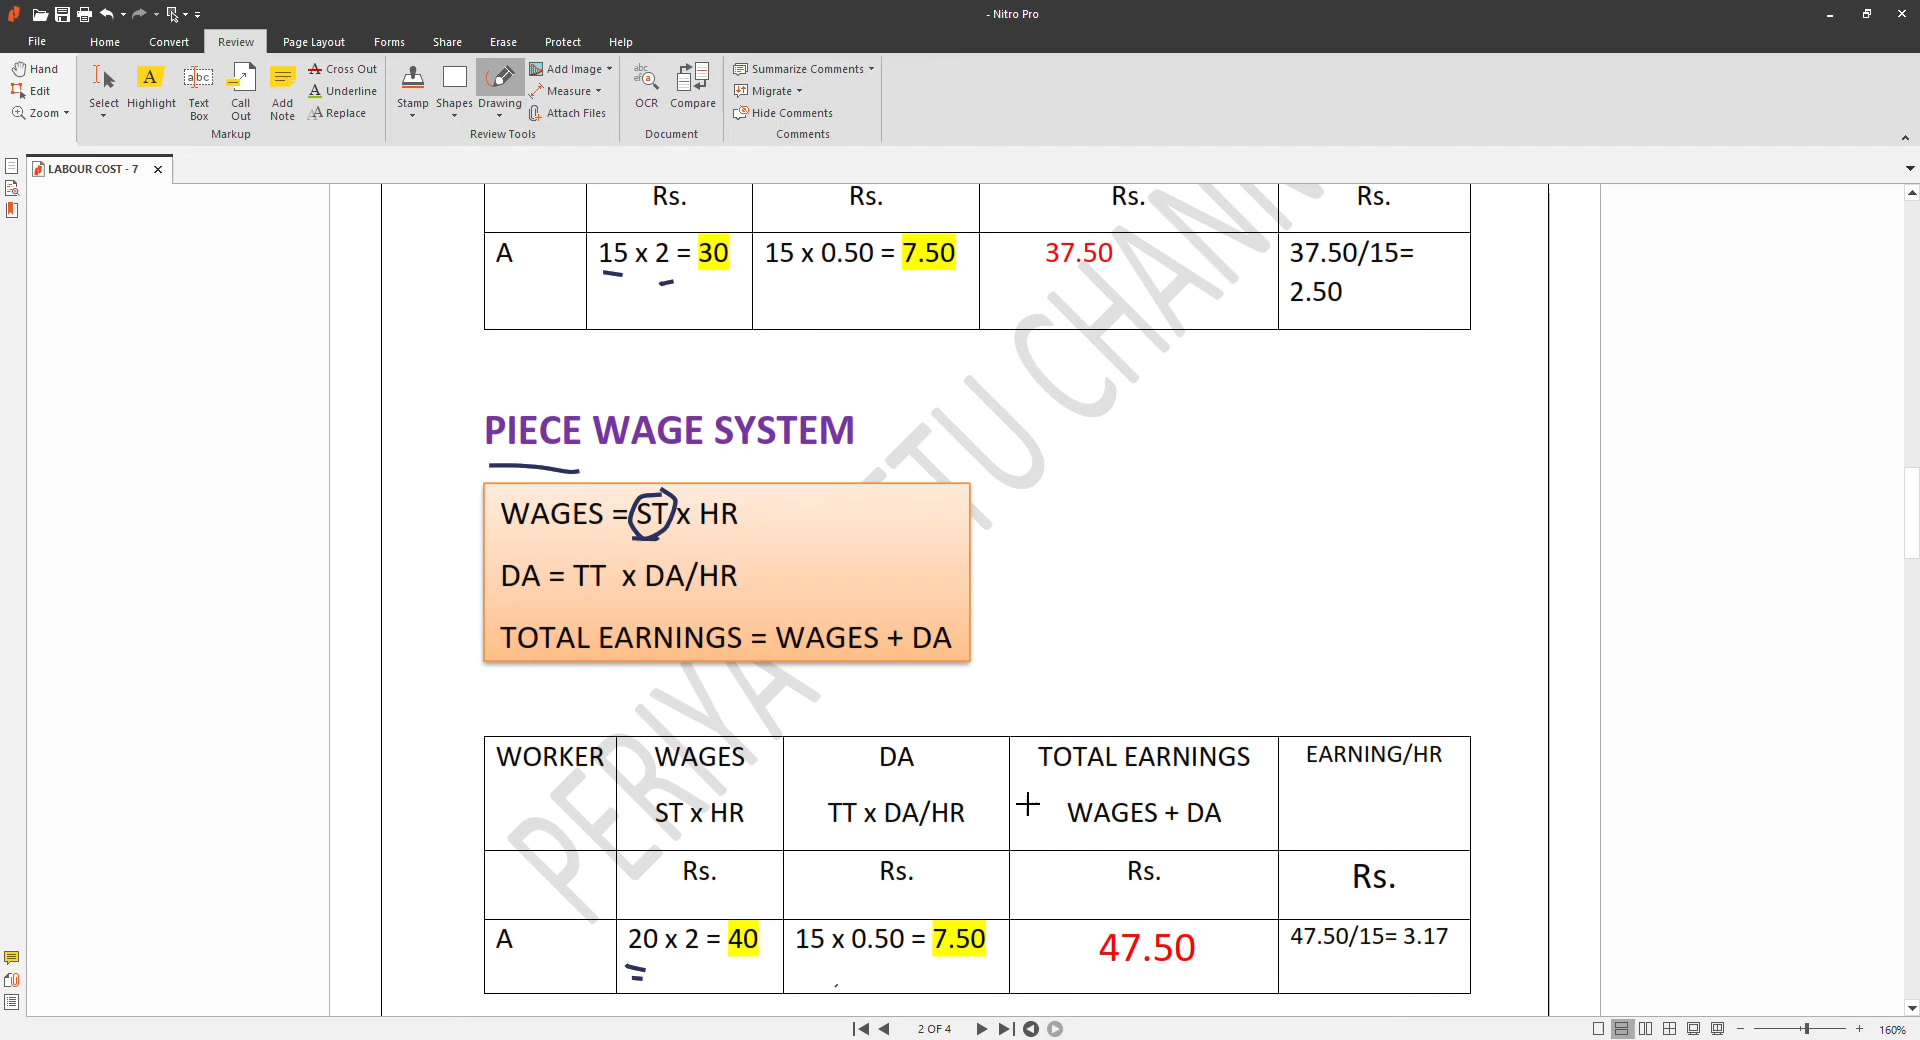 - Nitro Pro
File Home Convert Review Page Layout Forms Share Erase Protect Help
Hand
Edit
Zoom
Select
Highlight
Text
Box
Call
Out
Add
Note
Cross Out
Underline
Replace
Markup
Stamp
Shapes
Drawing
Add Image
Measure
Attach Files
Review Tools
OCR
Compare
Document
Summarize Comments
Migrate
Hide Comments
Comments
LABOUR COST - 7
Rs. Rs. Rs. Rs.
A 15 x 2 = 30 15 x 0.50 = 7.50 37.50 37.50/15=
2.50
PIECE WAGE SYSTEM
WAGES = ST x HR
DA = TT x DA/HR
TOTAL EARNINGS = WAGES + DA
WORKER WAGES DA TOTAL EARNINGS EARNING/HR
ST x HR TT x DA/HR WAGES + DA
Rs. Rs. Rs. Rs.
A 20 x 2 = 40 15 x 0.50 = 7.50 47.50 47.50/15= 3.17
2 OF 4
160%